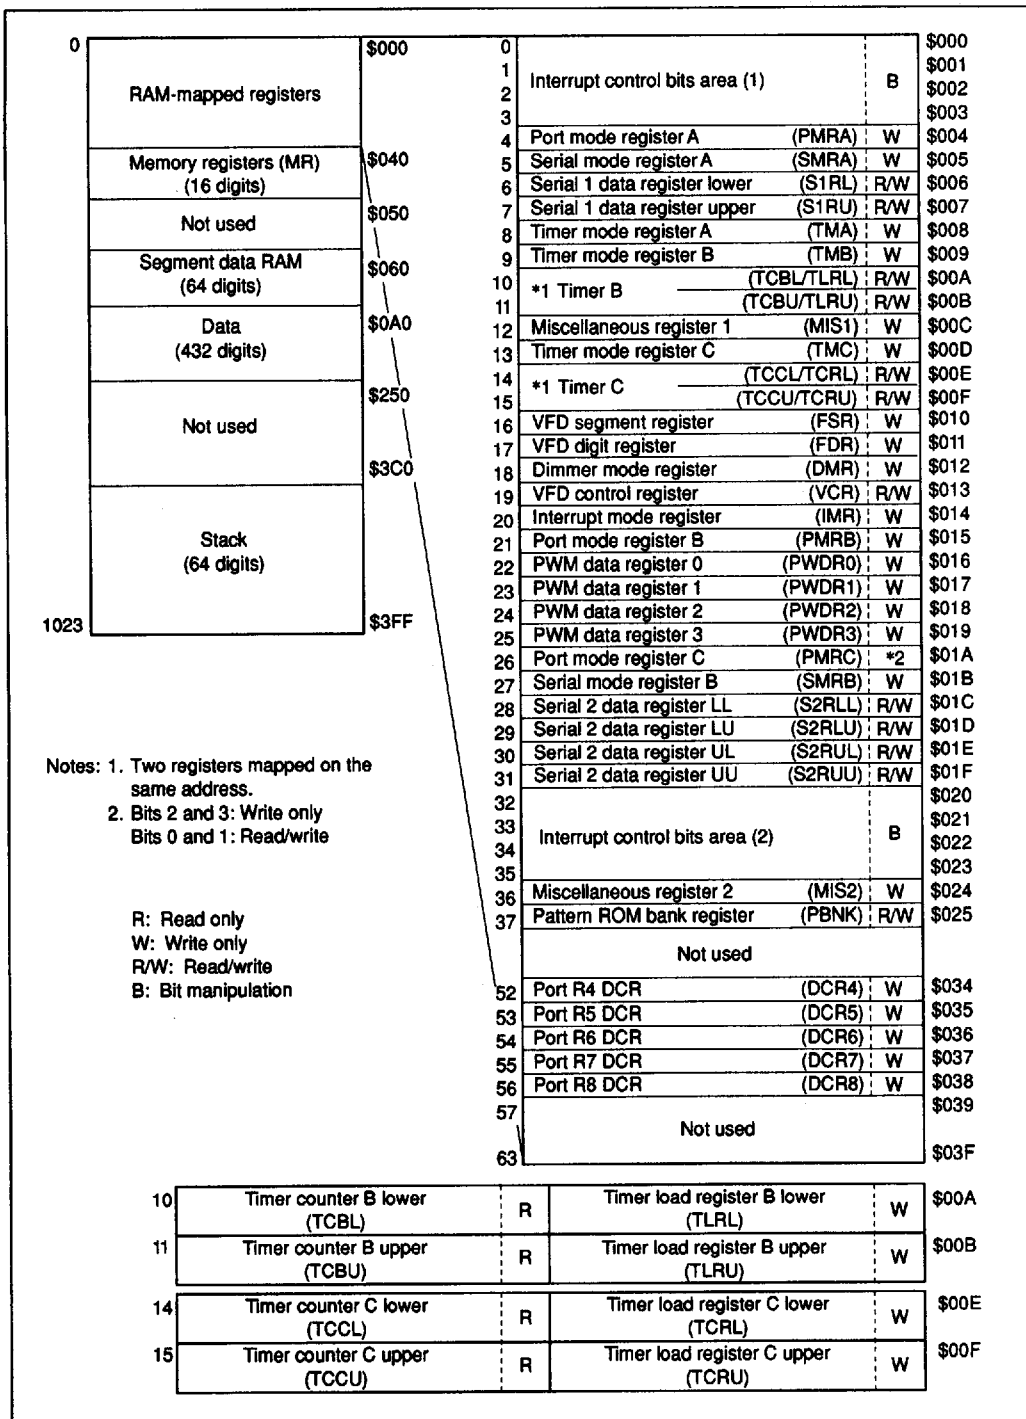 0 $000
RAM-mapped registers
Memory registers (MR) $040
(16 digits)
Not used $050
Segment data RAM $060
(64 digits)
Data $0A0
(432 digits)
$250
Not used
$3C0
Stack
(64 digits)
1023 $3FF
0 $000
1 Interrupt control bits area (1) B $001
2 $002
3 $003
4 Port mode register A (PMRA) W $004
5 Serial mode register A (SMRA) W $005
6 Serial 1 data register lower (S1RL) R/W $006
7 Serial 1 data register upper (S1RU) R/W $007
8 Timer mode register A (TMA) W $008
9 Timer mode register B (TMB) W $009
10 *1 Timer B (TCBL/TLRL) R/W $00A
11 (TCBU/TLRU) R/W $00B
12 Miscellaneous register 1 (MIS1) W $00C
13 Timer mode register C (TMC) W $00D
14 *1 Timer C (TCCL/TCRL) R/W $00E
15 (TCCU/TCRU) R/W $00F
16 VFD segment register (FSR) W $010
17 VFD digit register (FDR) W $011
18 Dimmer mode register (DMR) W $012
19 VFD control register (VCR) R/W $013
20 Interrupt mode register (IMR) W $014
21 Port mode register B (PMRB) W $015
22 PWM data register 0 (PWDR0) W $016
23 PWM data register 1 (PWDR1) W $017
24 PWM data register 2 (PWDR2) W $018
25 PWM data register 3 (PWDR3) W $019
26 Port mode register C (PMRC) *2 $01A
27 Serial mode register B (SMRB) W $01B
28 Serial 2 data register LL (S2RLL) R/W $01C
29 Serial 2 data register LU (S2RLU) R/W $01D
30 Serial 2 data register UL (S2RUL) R/W $01E
31 Serial 2 data register UU (S2RUU) R/W $01F
32 $020
33 Interrupt control bits area (2) B $021
34 $022
35 $023
36 Miscellaneous register 2 (MIS2) W $024
37 Pattern ROM bank register (PBNK) R/W $025
Not used
52 Port R4 DCR (DCR4) W $034
53 Port R5 DCR (DCR5) W $035
54 Port R6 DCR (DCR6) W $036
55 Port R7 DCR (DCR7) W $037
56 Port R8 DCR (DCR8) W $038
57 $039
Not used
63 $03F
Notes: 1. Two registers mapped on the
same address.
2. Bits 2 and 3: Write only
Bits 0 and 1: Read/write
R: Read only
W: Write only
R/W: Read/write
B: Bit manipulation
10 Timer counter B lower R Timer load register B lower W $00A
(TCBL) (TLRL)
11 Timer counter B upper R Timer load register B upper W $00B
(TCBU) (TLRU)
14 Timer counter C lower R Timer load register C lower W $00E
(TCCL) (TCRL)
15 Timer counter C upper R Timer load register C upper W $00F
(TCCU) (TCRU)